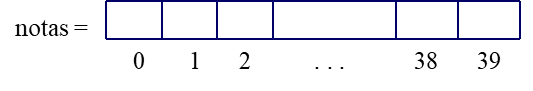 notas =
0 1 2 . . . 38 39